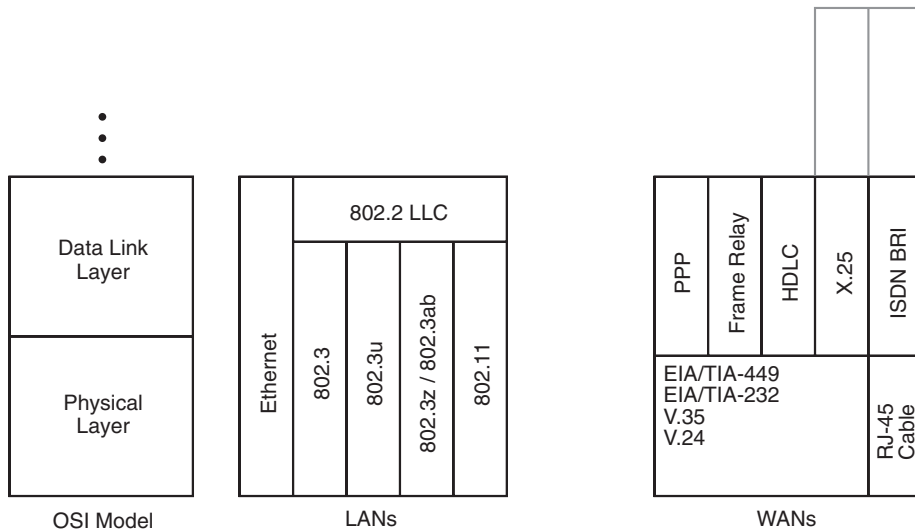 Data Link
Layer
Physical
Layer
OSI Model
802.2 LLC
Ethernet
802.3
802.3u
802.3z / 802.3ab
802.11
LANs
PPP
Frame Relay
HDLC
X.25
ISDN BRI
EIA/TIA-449
EIA/TIA-232
V.35
V.24
RJ-45
Cable
WANs